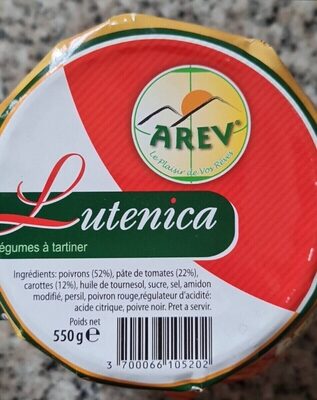 AREV®
Le Plaisir de Vos Rêves
Lutenica
égumes à tartiner
Ingrédients: poivrons (52%), pâte de tomates (22%),
carottes (12%), huile de tournesol, sucre, sel, amidon
modifié, persil, poivron rouge,régulateur d'acidité:
acide citrique, poivre noir. Pret a servir.
Poids net
550 g
3 700066 105202